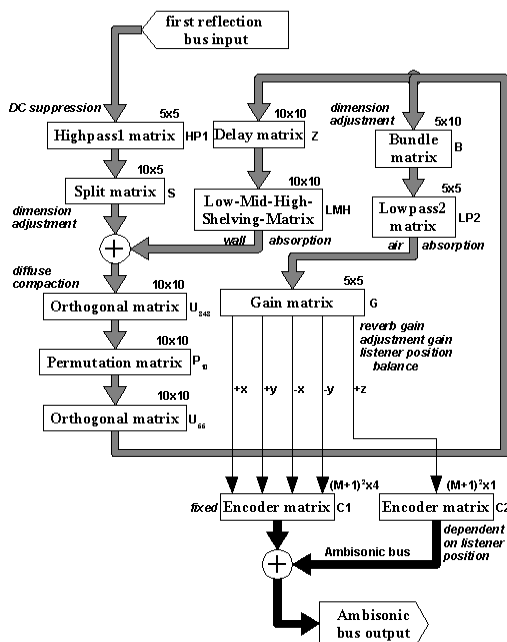 first reflection
bus input
DC suppression
5x5
Highpass1 matrix
HP1
10x10
Delay matrix
Z
dimension
adjustment
5x10
Bundle
matrix
B
10x5
Split matrix
S
10x10
Low-Mid-High-
Shelving-Matrix
LMH
5x5
Lowpass2
matrix
LP2
dimension
adjustment
wall absorption
air absorption
diffuse
compaction
10x10
Orthogonal matrix
5x5
Gain matrix
G
reverb gain
adjustment gain
listener position
balance
10x10
Permutation matrix
P10
10x10
Orthogonal matrix
U66
+x
+y
-x
-y
+z
(M+1)²x4
fixed
Encoder matrix
C1
(M+1)²x1
Encoder matrix
C2
dependent
on listener
position
Ambisonic bus
Ambisonic
bus output